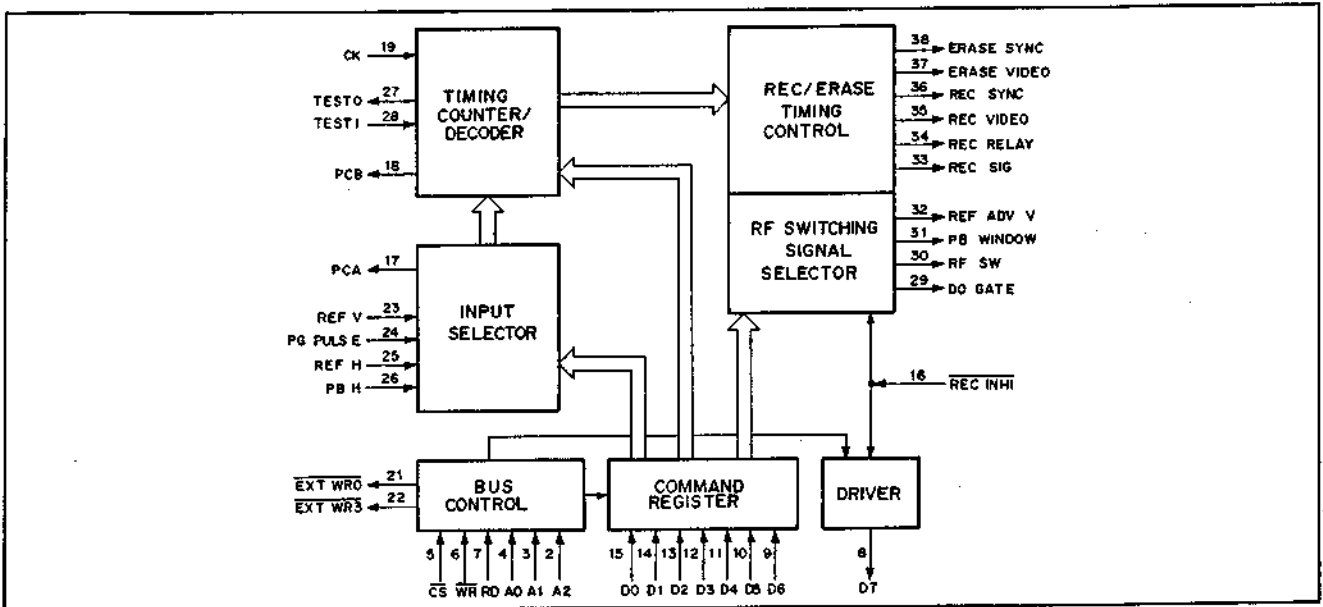 CK 19
TESTO 27
TESTI 28
PCB 18
TIMING
COUNTER/
DECODER
REC/ERASE
TIMING
CONTROL
38 ERASE SYNC
37 ERASE VIDEO
36 REC SYNC
35 REC VIDEO
34 REC RELAY
33 REC SIG
RF SWITCHING
SIGNAL
SELECTOR
32 REF ADV V
31 PB WINDOW
30 RF SW
29 DO GATE
PCA 17
REF V 23
PG PULSE 24
REF H 25
PB H 26
INPUT
SELECTOR
16 REC INHI
EXT WR0 21
EXT WR3 22
BUS
CONTROL
COMMAND
REGISTER
DRIVER
5 6 7 4 3 2
CS WR RD A0 A1 A2
15 14 13 12 11 10 9
D0 D1 D2 D3 D4 D5 D6
8
D7